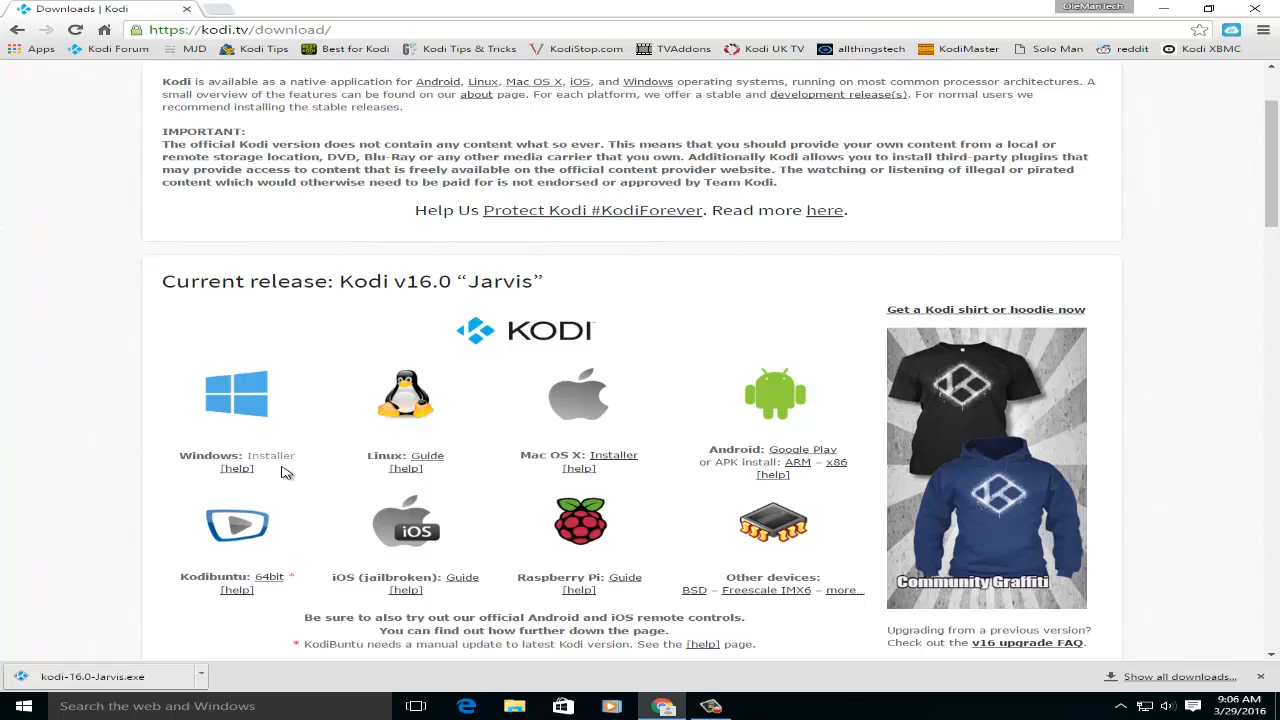 Downloads | Kodi
OleManTech
https://kodi.tv/download/
Apps Kodi Forum MJD Kodi Tips Best for Kodi Kodi Tips & Tricks KodiStop.com TVAddons Kodi UK TV allthingstech KodiMaster Solo Man reddit Kodi XBMC
Kodi is available as a native application for Android, Linux, Mac OS X, iOS, and Windows operating systems, running on most common processor architectures. A
small overview of the features can be found on our about page. For each platform, we offer a stable and development release(s). For normal users we
recommend installing the stable releases.
IMPORTANT:
The official Kodi version does not contain any content what so ever. This means that you should provide your own content from a local or
remote storage location, DVD, Blu-Ray or any other media carrier that you own. Additionally Kodi allows you to install third-party plugins that
may provide access to content that is freely available on the official content provider website. The watching or listening of illegal or pirated
content which would otherwise need to be paid for is not endorsed or approved by Team Kodi.
Help Us Protect Kodi #KodiForever. Read more here.
Current release: Kodi v16.0 “Jarvis”
Get a Kodi shirt or hoodie now
KODI
Windows: Installer
[help]
Linux: Guide
[help]
Mac OS X: Installer
[help]
Android: Google Play
or APK install: ARM – x86
[help]
iOS
Kodibuntu: 64bit *
[help]
iOS (jailbroken): Guide
[help]
Raspberry Pi: Guide
[help]
Other devices:
BSD – Freescale IMX6 – more...
Community Graffiti
Be sure to also try out our official Android and iOS remote controls.
You can find out how further down the page.
* KodiBuntu needs a manual update to latest Kodi version. See the [help] page.
Upgrading from a previous version?
Check out the v16 upgrade FAQ.
kodi-16.0-Jarvis.exe
Show all downloads...
Search the web and Windows
9:06 AM
3/29/2016